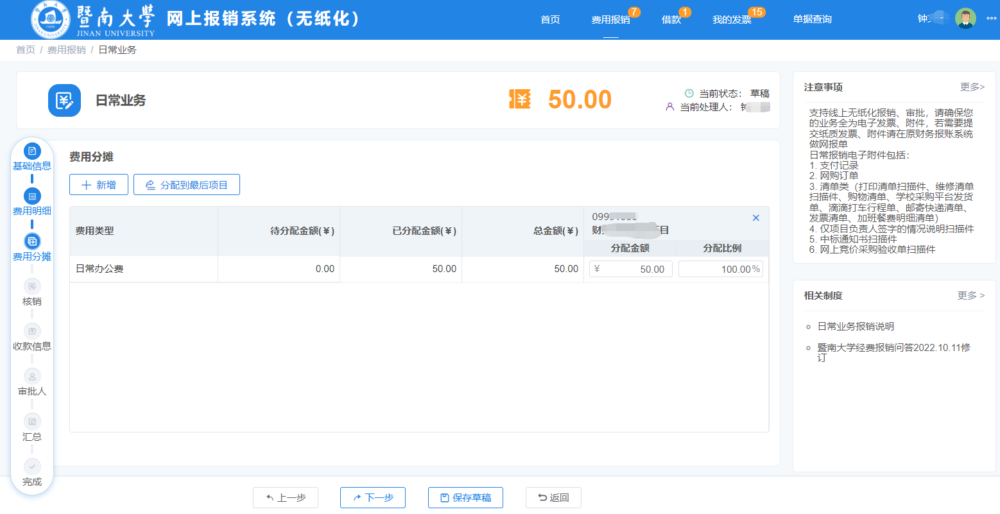 暨南大学
JINAN UNIVERSITY
网上报销系统（无纸化）
首页
费用报销 7
借款 1
我的发票 15
单据查询
钟
首页 / 费用报销 / 日常业务
日常业务
50.00
当前状态： 草稿
当前处理人： 钟
基础信息
费用明细
费用分摊
核销
收款信息
审批人
汇总
完成
费用分摊
新增
分配到最后项目
费用类型
待分配金额(￥)
已分配金额(￥)
总金额(￥)
财 目
分配金额
分配比例
日常办公费
0.00
50.00
50.00
¥ 50.00
100.00%
上一步
下一步
保存草稿
返回
注意事项
更多>
支持线上无纸化报销、审批，请确保您
的业务全为电子发票、附件，若需要提
交纸质发票、附件请在原财务报账系统
做网报单
日常报销电子附件包括：
1. 支付记录
2. 网购订单
3. 清单类（打印清单扫描件、维修清单
扫描件、购物清单、学校采购平台发货
单、滴滴打车行程单、邮寄快递清单、
发票清单、加班餐费明细清单）
4. 仅项目负责人签字的情况说明扫描件
5. 中标通知书扫描件
6. 网上竞价采购验收单扫描件
相关制度
更多 >
日常业务报销说明
暨南大学经费报销问答2022.10.11修
订